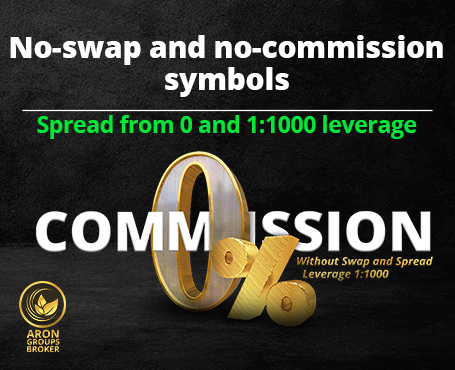 No-swap and no-commission
symbols
Spread from 0 and 1:1000 leverage
COMMISSION
0%
Without Swap and Spread
Leverage 1:1000
ARON
GROUPS
BROKER